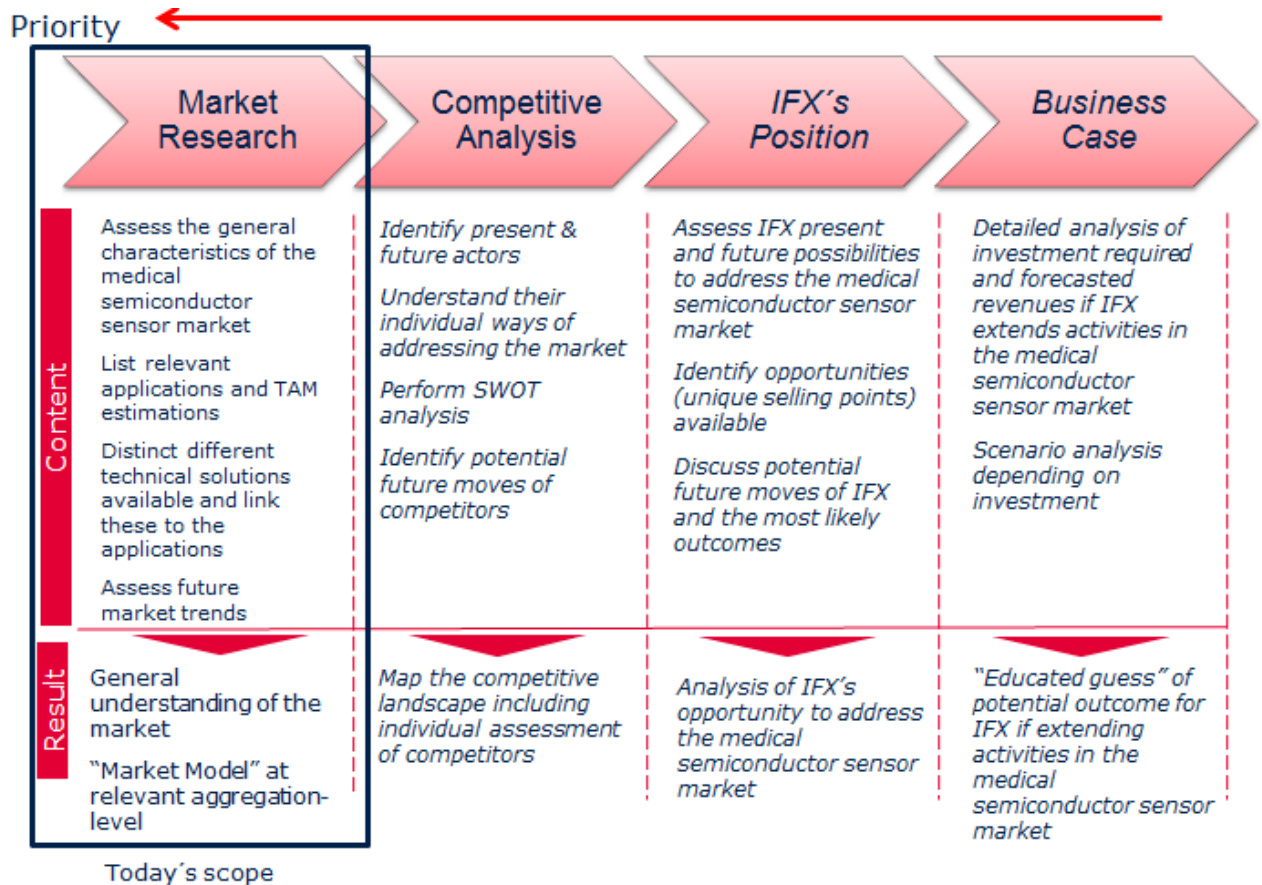 Priority
Market
Research
Competitive
Analysis
IFX´s
Position
Business
Case
Content
Assess the general
characteristics of the
medical
semiconductor
sensor market
List relevant
applications and TAM
estimations
Distinct different
technical solutions
available and link
these to the
applications
Assess future
market trends
Identify present &
future actors
Understand their
individual ways of
addressing the market
Perform SWOT
analysis
Identify potential
future moves of
competitors
Assess IFX present
and future possibilities
to address the medical
semiconductor sensor
market
Identify opportunities
(unique selling points)
available
Discuss potential
future moves of IFX
and the most likely
outcomes
Detailed analysis of
investment required
and forecasted
revenues if IFX
extends activities in
the medical
semiconductor
sensor market
Scenario analysis
depending on
investment
Result
General
understanding of the
market
“Market Model” at
relevant aggregation-
level
Map the competitive
landscape including
individual assessment
of competitors
Analysis of IFX’s
opportunity to address
the medical
semiconductor sensor
market
“Educated guess” of
potential outcome for
IFX if extending
activities in the
medical
semiconductor sensor
market
Today´s scope